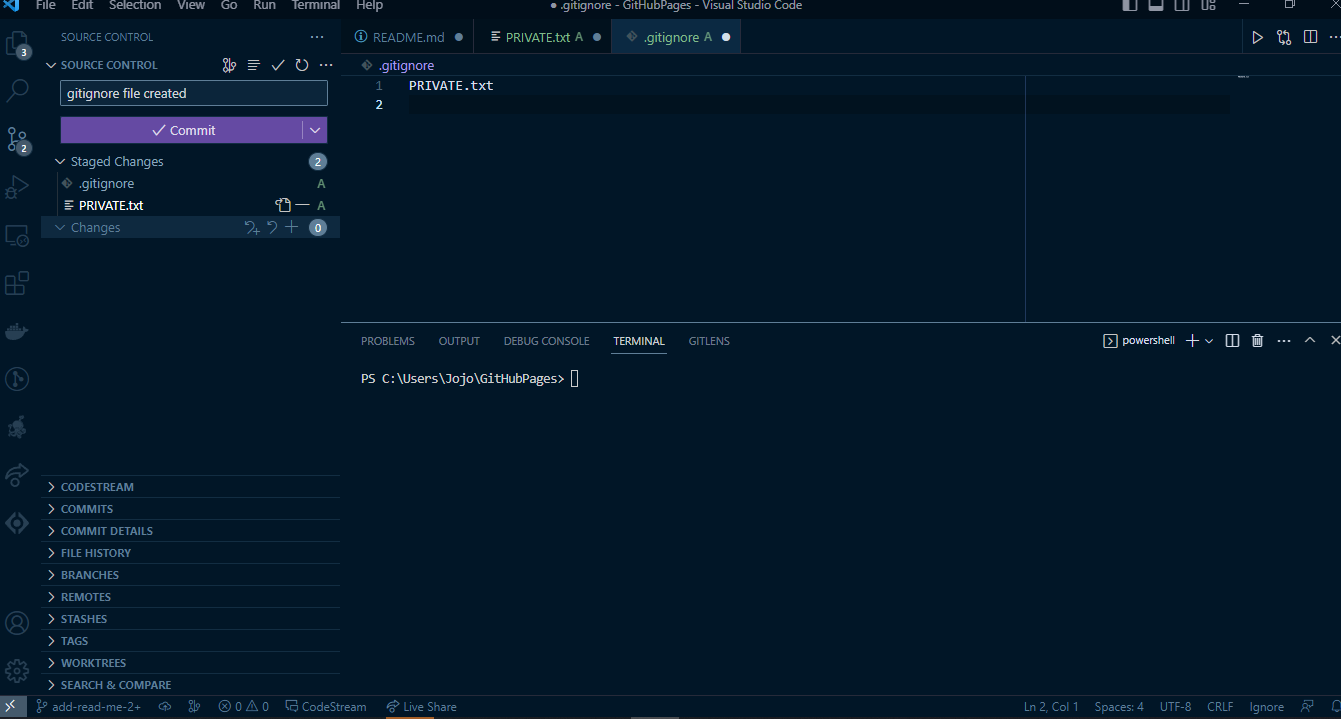 File Edit Selection View Go Run Terminal Help
● .gitignore - GitHubPages - Visual Studio Code
SOURCE CONTROL
README.md
PRIVATE.txt A
.gitignore A
3
SOURCE CONTROL
.gitignore
gitignore file created
1 PRIVATE.txt
2
Commit
2
Staged Changes 2
.gitignore A
PRIVATE.txt A
Changes 0
PROBLEMS OUTPUT DEBUG CONSOLE TERMINAL GITLENS
powershell
PS C:\Users\Jojo\GitHubPages>
CODESTREAM
COMMITS
COMMIT DETAILS
FILE HISTORY
BRANCHES
REMOTES
STASHES
TAGS
WORKTREES
SEARCH & COMPARE
add-read-me-2+ 0 0 CodeStream Live Share
Ln 2, Col 1 Spaces: 4 UTF-8 CRLF Ignore